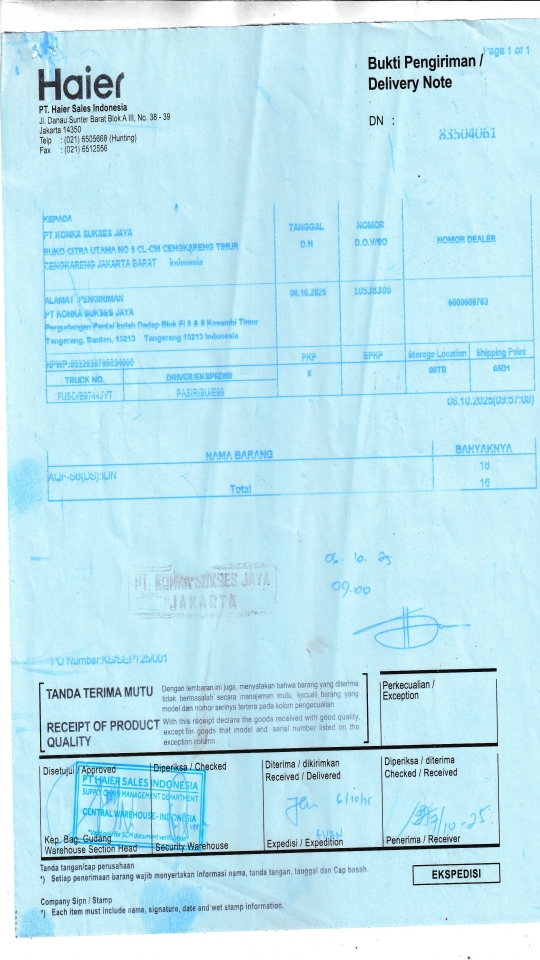 Page 1 of 1
Haier
Bukti Pengiriman /
Delivery Note
PT. Haier Sales Indonesia
Jl. Danau Sunter Barat Blok A III, No. 38 - 39
Jakarta 14350
Telp : (021) 6505668 (Hunting)
Fax : (021) 6512556
DN :
83504061
KEPADA
PT KONKA SUKSES JAYA
RUKO CITRA UTAMA NO 5 CL-CM CENGKARENG TIMUR
CENGKARENG JAKARTA BARAT Indonesia
TANGGAL
D.N
NOMOR
D.O./SO
NOMOR DEALER
ALAMAT PENGIRIMAN
PT KONKA SUKSES JAYA
Pergudangan Pantai Indah Dadap Blok FI 8 & 9 Kosambi Timur
Tangerang, Banten, 15213 Tangerang 15213 Indonesia
06.10.2025
10538306
PKP
BPKP
Storage Location
Shipping Point
X
TRUCK NO.
DRIVER/EKSPEDISI
FUSO/B9744JYT
06.10.2025(09:57:08)
NAMA BARANG
BANYAKNYA
16
Total
16
06.10.25
09.00
PT KONKA SUKSES JAYA
JAKARTA
PO Number:KS/SEPT25/001
TANDA TERIMA MUTU
Dengan lembaran ini juga, menyatakan bahwa barang yang diterima
tidak bermasalah secara manajemen mutu, kecuali barang yang
model dan nomor serinya tertera pada kolom pengecualian
RECEIPT OF PRODUCT
QUALITY
With this receipt declare the goods received with good quality,
except for goods that model and serial number listed on the
exception column
Perkecualian /
Exception
Disetujui / Approved
Diperiksa / Checked
Diterima / dikirimkan
Received / Delivered
Diperiksa / diterima
Checked / Received
PT HAIER SALES INDONESIA
SUPPLY CHAIN MANAGEMENT DEPARTMENT
CENTRAL WAREHOUSE - INDONESIA
Kep. Bag. Gudang
Warehouse Section Head
Security Warehouse
Expedisi / Expedition
Penerima / Receiver
Tanda tangan/cap perusahaan
*) Setiap penerimaan barang wajib menyertakan informasi nama, tanda tangan, tanggal dan Cap basah.
EKSPEDISI
Company Sign / Stamp
*) Each item must include name, signature, date and wet stamp information.